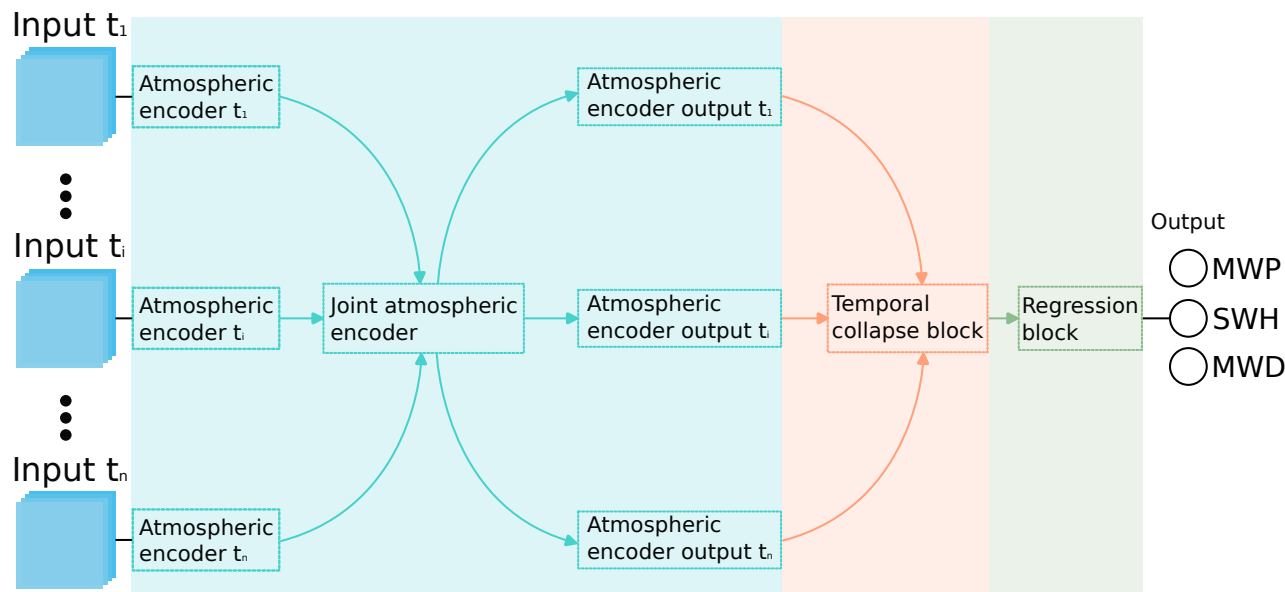 Input t₁
Atmospheric
encoder t₁
Atmospheric
encoder output t₁
Input tᵢ
Atmospheric
encoder tᵢ
Joint atmospheric
encoder
Atmospheric
encoder output tᵢ
Temporal
collapse block
Regression
block
Output
MWP
SWH
MWD
Input tₙ
Atmospheric
encoder tₙ
Atmospheric
encoder output tₙ